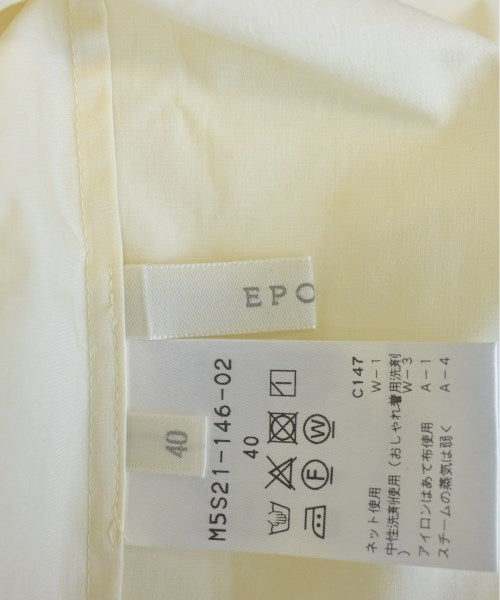 EPO
40
M5S21-146-02
40
C147
ネット使用 W-1
中性洗剤使用（おしゃれ着用洗剤
） W-3
アイロンはあて布使用 A-1
スチームの蒸気は弱く A-4